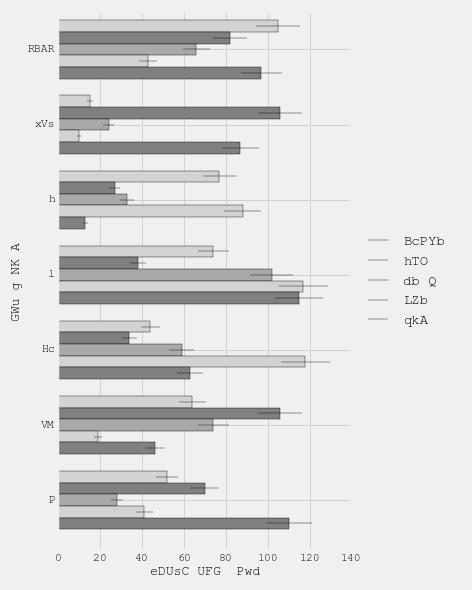 RBAR
xVs
h
l
Hc
VM
P
GWu g NK A
0 20 40 60 80 100 120 140
eDUsC UFG Pwd
BcPYb
hTO
db Q
LZb
qkA